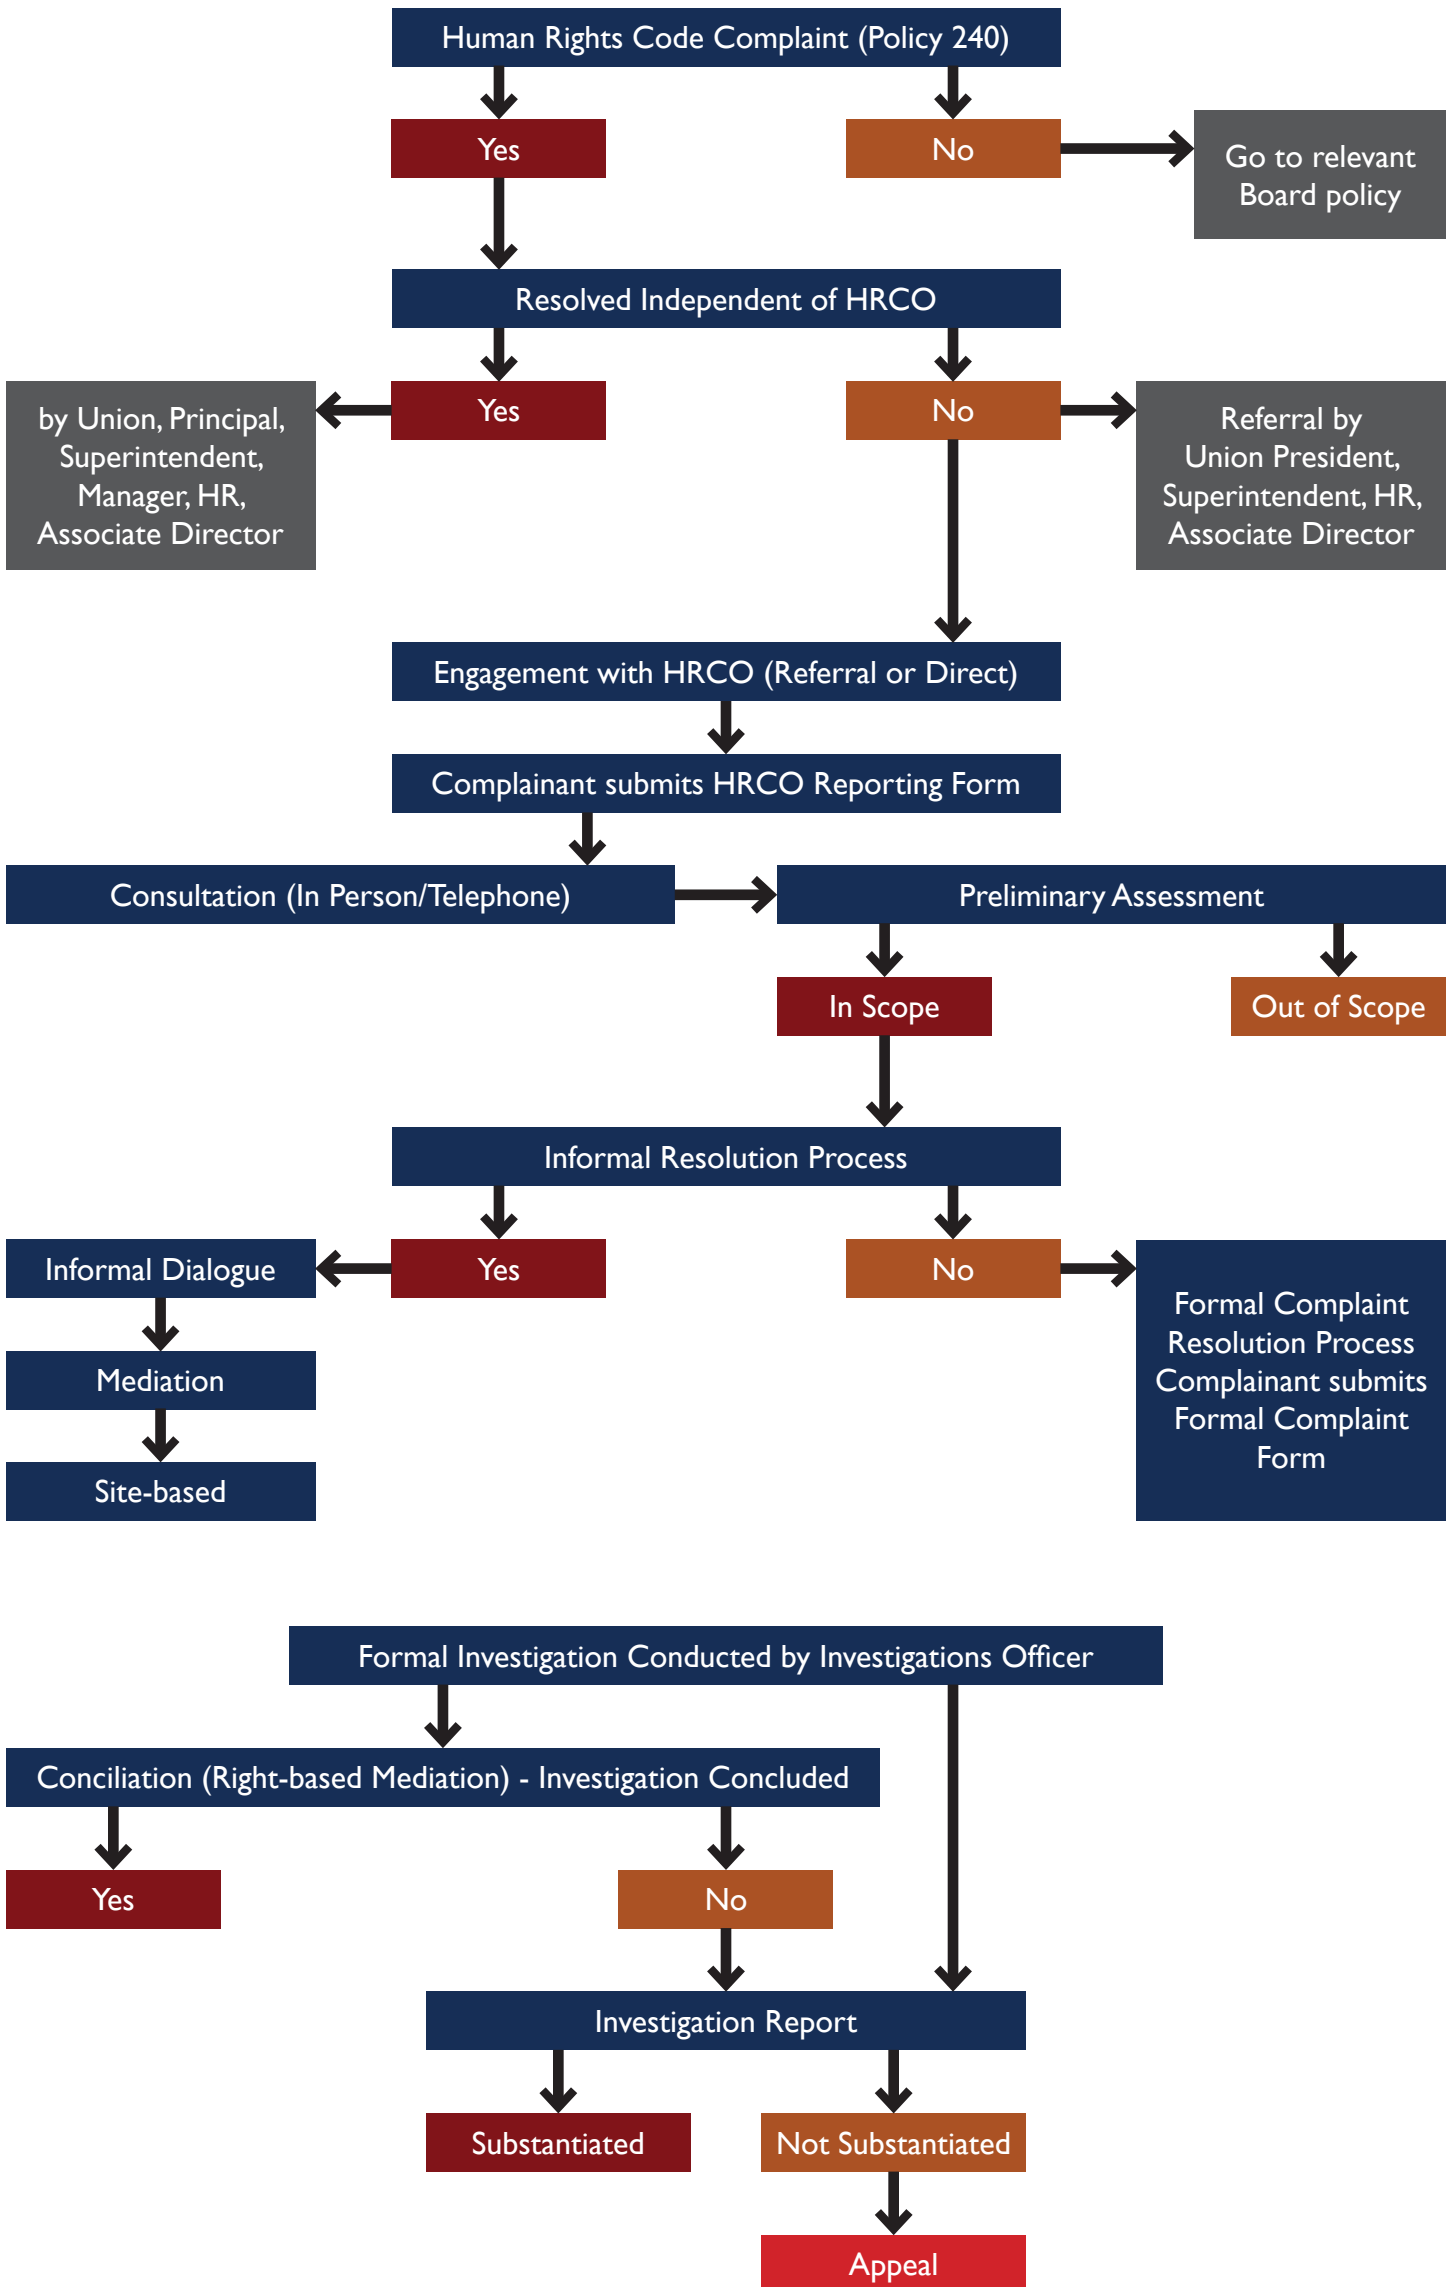 Human Rights Code Complaint (Policy 240)
Yes
No
Go to relevant
Board policy
Resolved Independent of HRCO
by Union, Principal,
Superintendent,
Manager, HR,
Associate Director
Yes
No
Referral by
Union President,
Superintendent, HR,
Associate Director
Engagement with HRCO (Referral or Direct)
Complainant submits HRCO Reporting Form
Consultation (In Person/Telephone)
Preliminary Assessment
In Scope
Out of Scope
Informal Resolution Process
Informal Dialogue
Yes
No
Formal Complaint
Resolution Process
Complainant submits
Formal Complaint
Form
Mediation
Site-based
Formal Investigation Conducted by Investigations Officer
Conciliation (Right-based Mediation) - Investigation Concluded
Yes
No
Investigation Report
Substantiated
Not Substantiated
Appeal